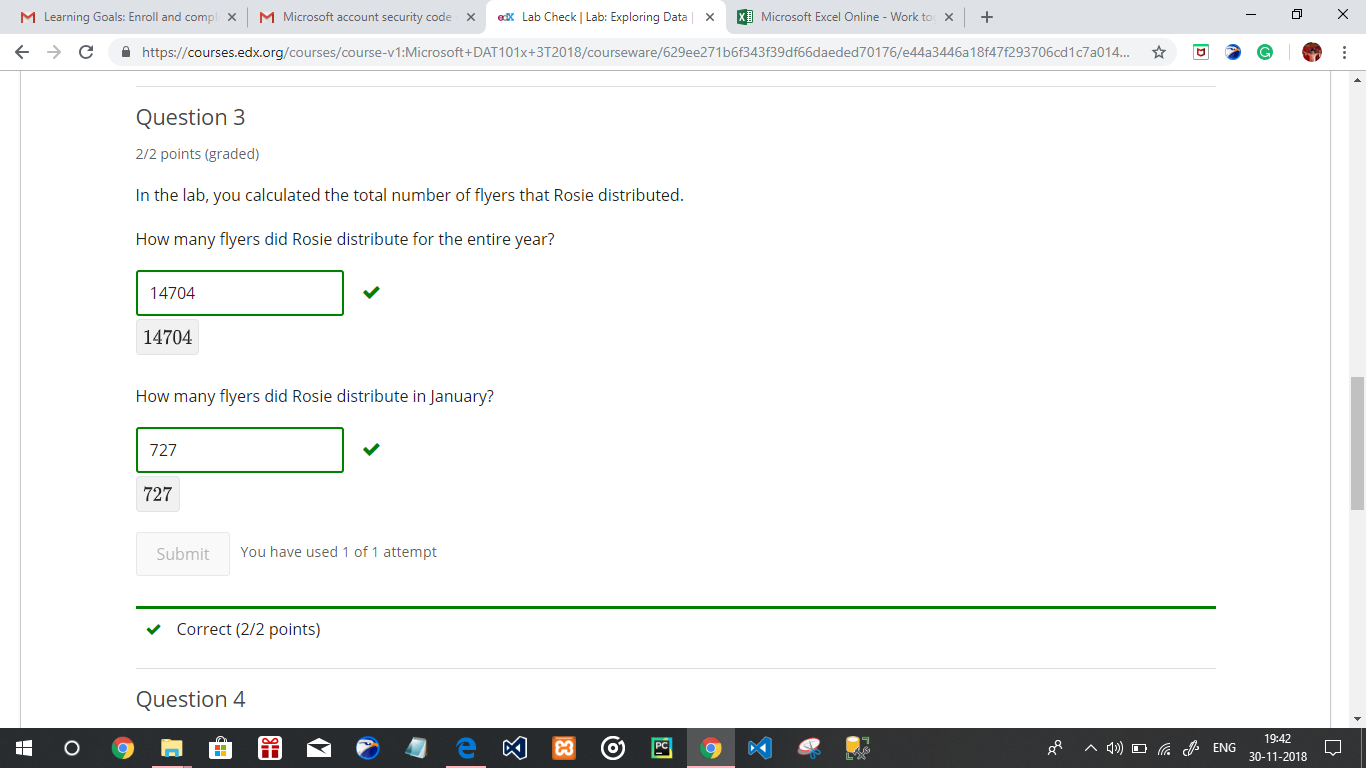 Learning Goals: Enroll and compl
Microsoft account security code
edX Lab Check | Lab: Exploring Data |
Microsoft Excel Online - Work to
https://courses.edx.org/courses/course-v1:Microsoft+DAT101x+3T2018/courseware/629ee271b6f343f39df66daeded70176/e44a3446a18f47f293706cd1c7a014...
Question 3
2/2 points (graded)
In the lab, you calculated the total number of flyers that Rosie distributed.
How many flyers did Rosie distribute for the entire year?
14704
14704
How many flyers did Rosie distribute in January?
727
727
Submit You have used 1 of 1 attempt
Correct (2/2 points)
Question 4
PC
ENG
19:42
30-11-2018